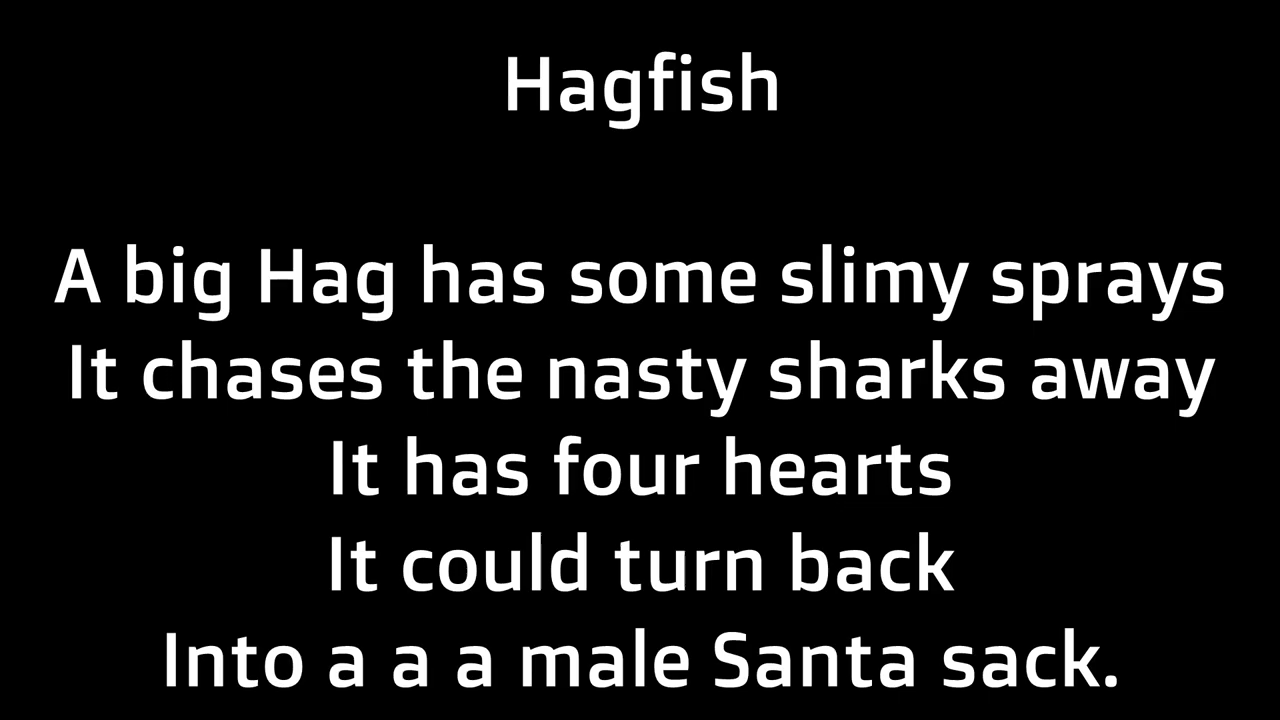 Hagfish
A big Hag has some slimy sprays
It chases the nasty sharks away
It has four hearts
It could turn back
Into a a a male Santa sack.